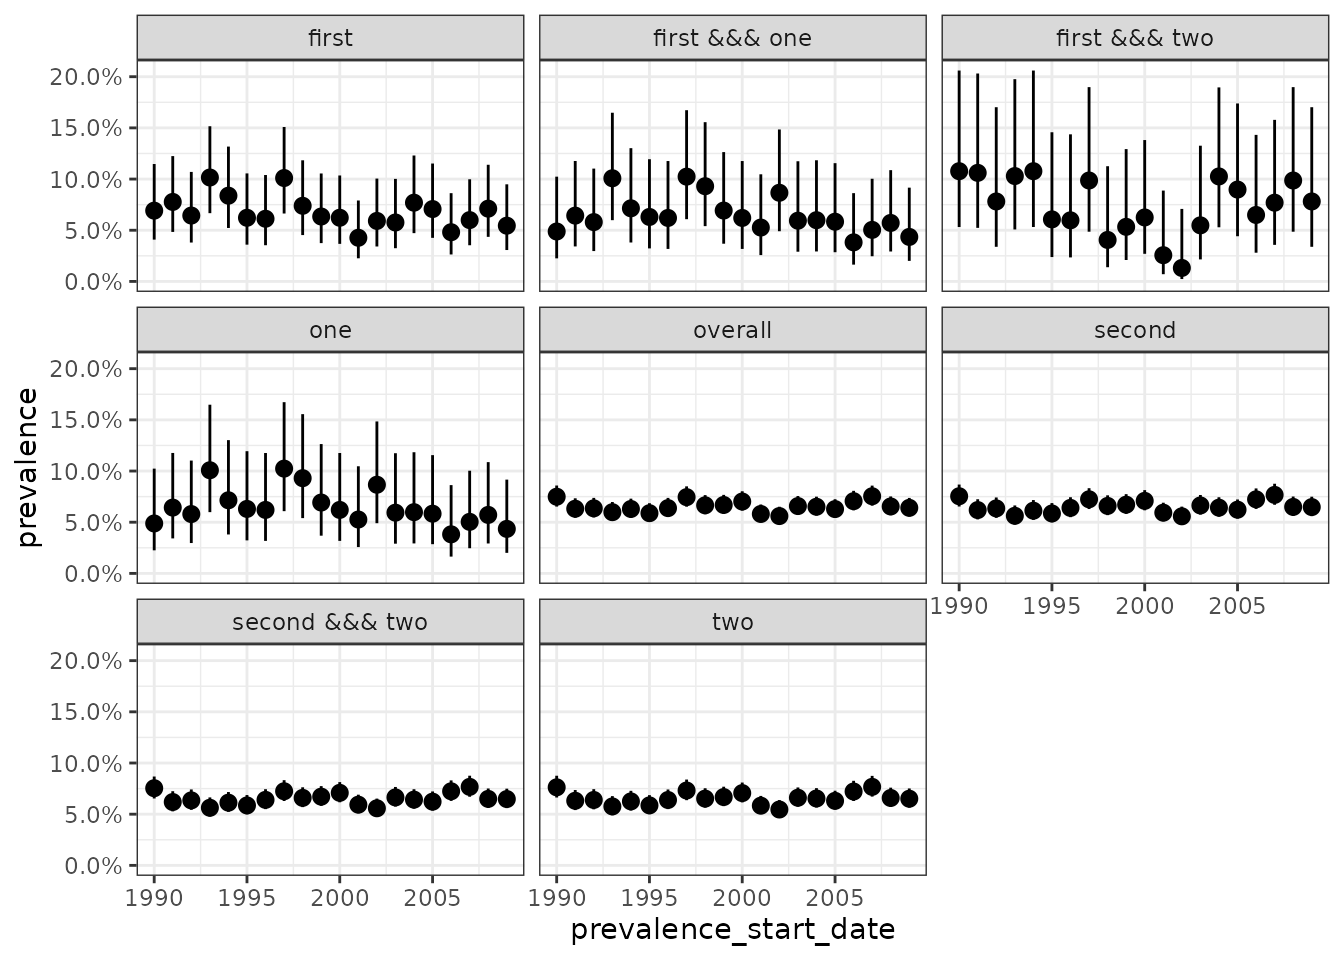 first
first &&& one
first &&& two
20.0%
15.0%
10.0%
5.0%
0.0%
one
overall
second
20.0%
15.0%
10.0%
5.0%
0.0%
prevalence
1990 1995 2000 2005
second &&& two
two
20.0%
15.0%
10.0%
5.0%
0.0%
1990 1995 2000 2005
1990 1995 2000 2005
prevalence_start_date